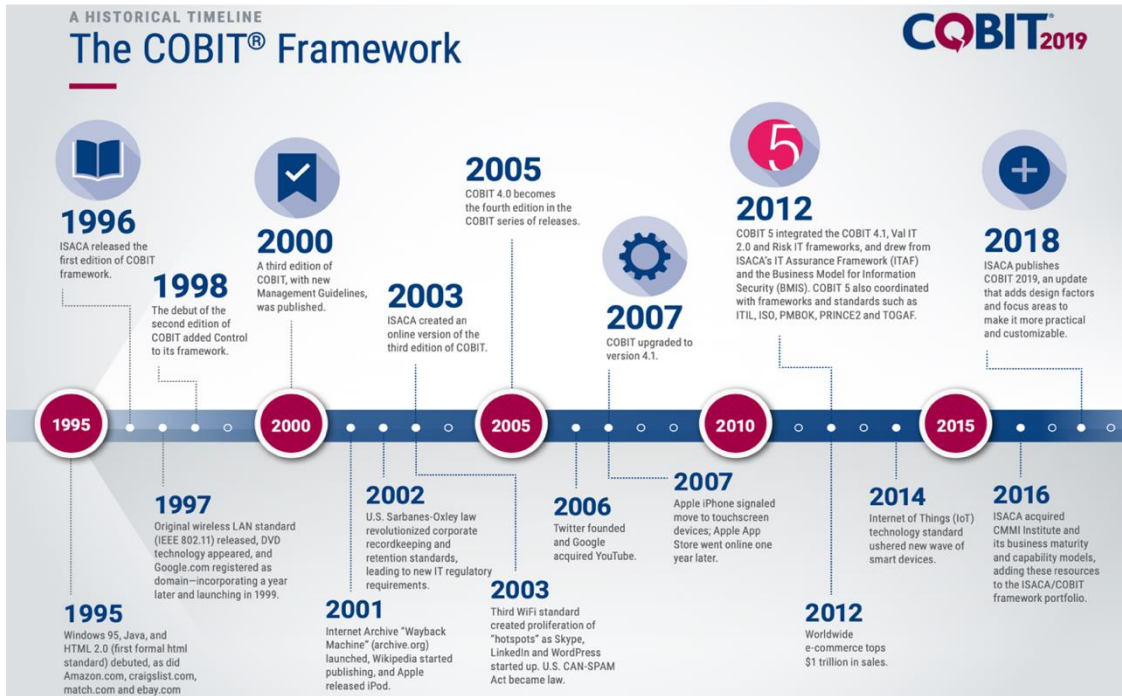 A HISTORICAL TIMELINE
The COBIT® Framework
COBIT® 2019
1996
ISACA released the
first edition of COBIT
framework.
1998
The debut of the
second edition of
COBIT added Control
to its framework.
2000
A third edition of
COBIT, with new
Management Guidelines,
was published.
2003
ISACA created an
online version of the
third edition of COBIT.
2005
COBIT 4.0 becomes
the fourth edition in the
COBIT series of releases.
2007
COBIT upgraded to
version 4.1.
5
2012
COBIT 5 integrated the COBIT 4.1, Val IT
2.0 and Risk IT frameworks, and drew from
ISACA's IT Assurance Framework (ITAF)
and the Business Model for Information
Security (BMIS). COBIT 5 also coordinated
with frameworks and standards such as
ITIL, ISO, PMBOK, PRINCE2 and TOGAF.
2018
ISACA publishes
COBIT 2019, an update
that adds design factors
and focus areas to
make it more practical
and customizable.
1995
2000
2005
2010
2015
1995
Windows 95, Java, and
HTML 2.0 (first formal html
standard) debuted, as did
Amazon.com, craigslist.com,
match.com and ebay.com
1997
Original wireless LAN standard
(IEEE 802.11) released, DVD
technology appeared, and
Google.com registered as
domain—incorporating a year
later and launching in 1999.
2001
Internet Archive "Wayback
Machine" (archive.org)
launched, Wikipedia started
publishing, and Apple
released iPod.
2002
U.S. Sarbanes-Oxley law
revolutionized corporate
recordkeeping and
retention standards,
leading to new IT regulatory
requirements.
2003
Third WiFi standard
created proliferation of
"hotspots" as Skype,
LinkedIn and WordPress
started up. U.S. CAN-SPAM
Act became law.
2006
Twitter founded
and Google
acquired YouTube.
2007
Apple iPhone signaled
move to touchscreen
devices; Apple App
Store went online one
year later.
2012
Worldwide
e-commerce tops
$1 trillion in sales.
2014
Internet of Things (IoT)
technology standard
ushered new wave of
smart devices.
2016
ISACA acquired
CMMI Institute and
its business maturity
and capability models,
adding these resources
to the ISACA/COBIT
framework portfolio.